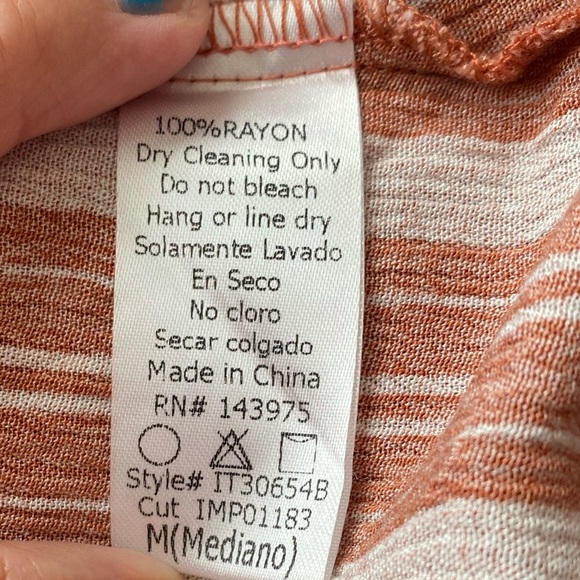 100%RAYON
Dry Cleaning Only
Do not bleach
Hang or line dry
Solamente Lavado
En Seco
No cloro
Secar colgado
Made in China
RN# 143975
Style# IT30654B
Cut IMP01183
M(Mediano)